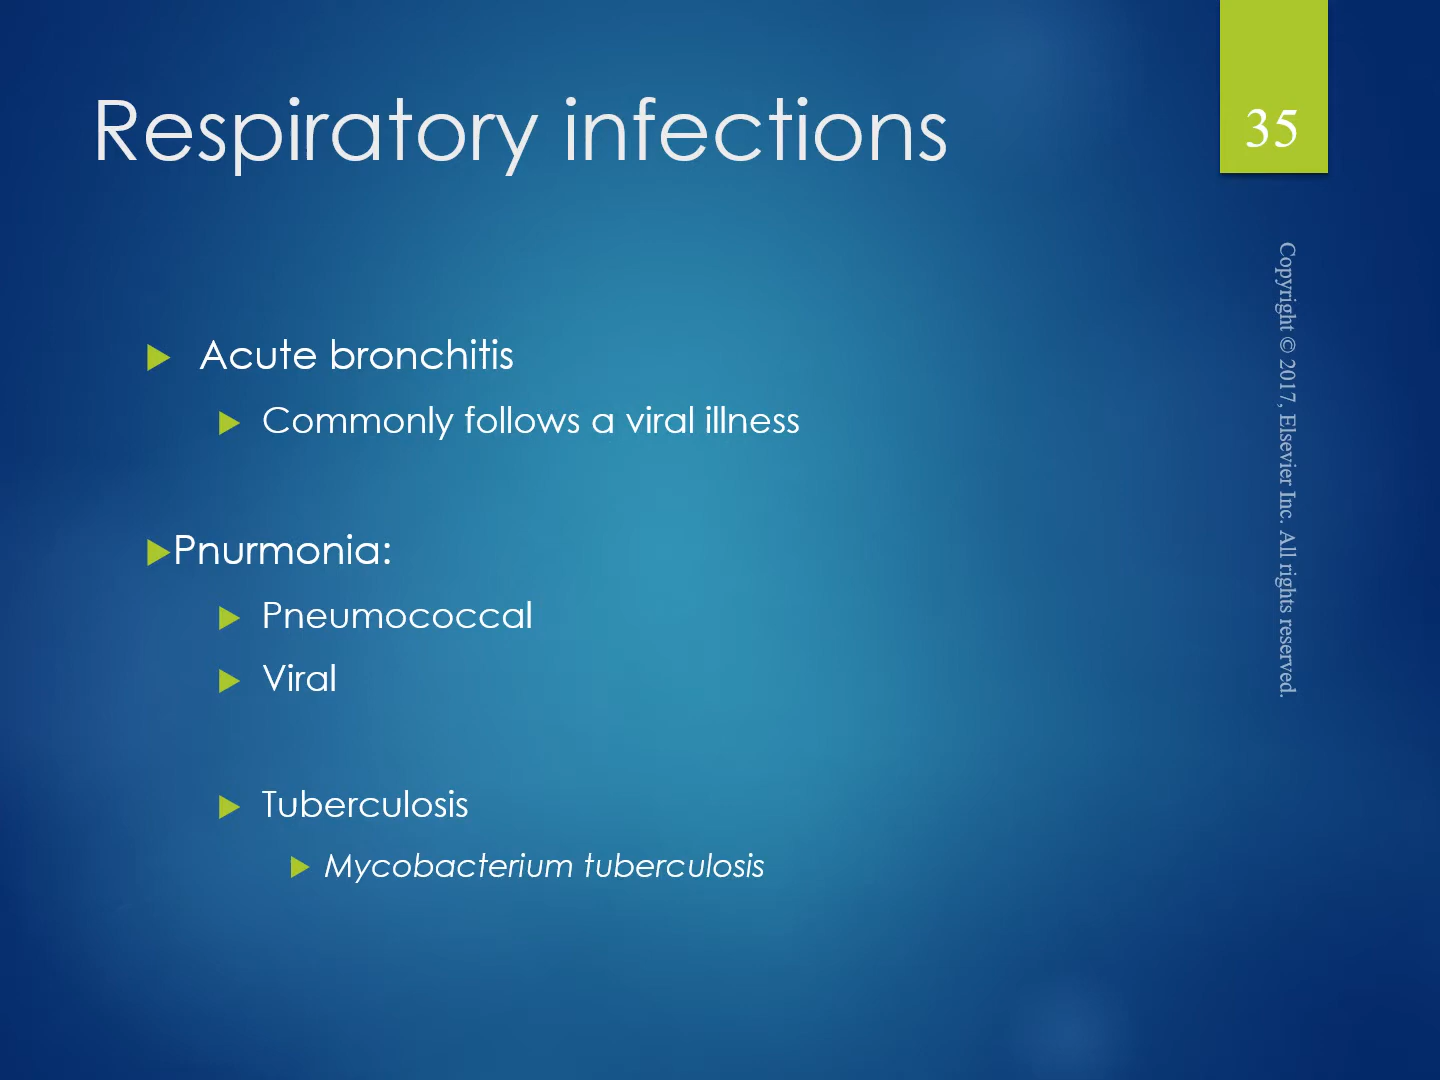 Respiratory infections
35
Acute bronchitis
Commonly follows a viral illness
Pnurmonia:
Pneumococcal
Viral
Tuberculosis
Mycobacterium tuberculosis
Copyright © 2017, Elsevier Inc. All rights reserved.